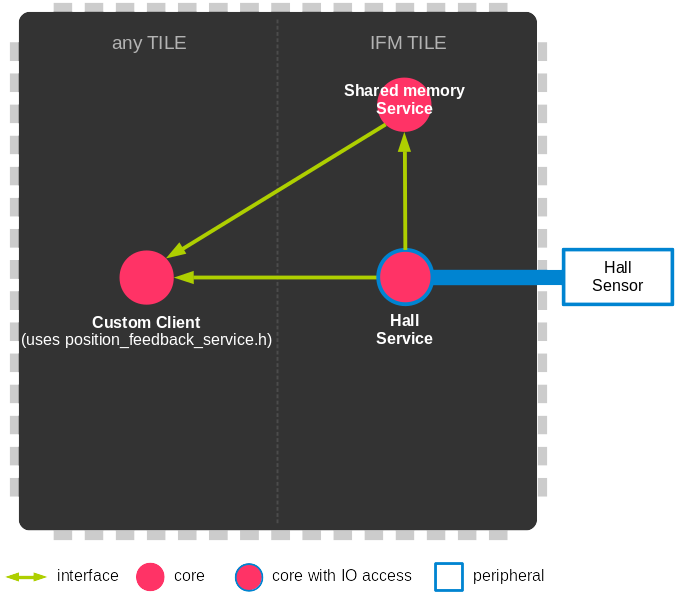 any TILE
IFM TILE
Shared memory
Service
Hall
Sensor
Custom Client
(uses position_feedback_service.h)
Hall
Service
interface
core
core with IO access
peripheral